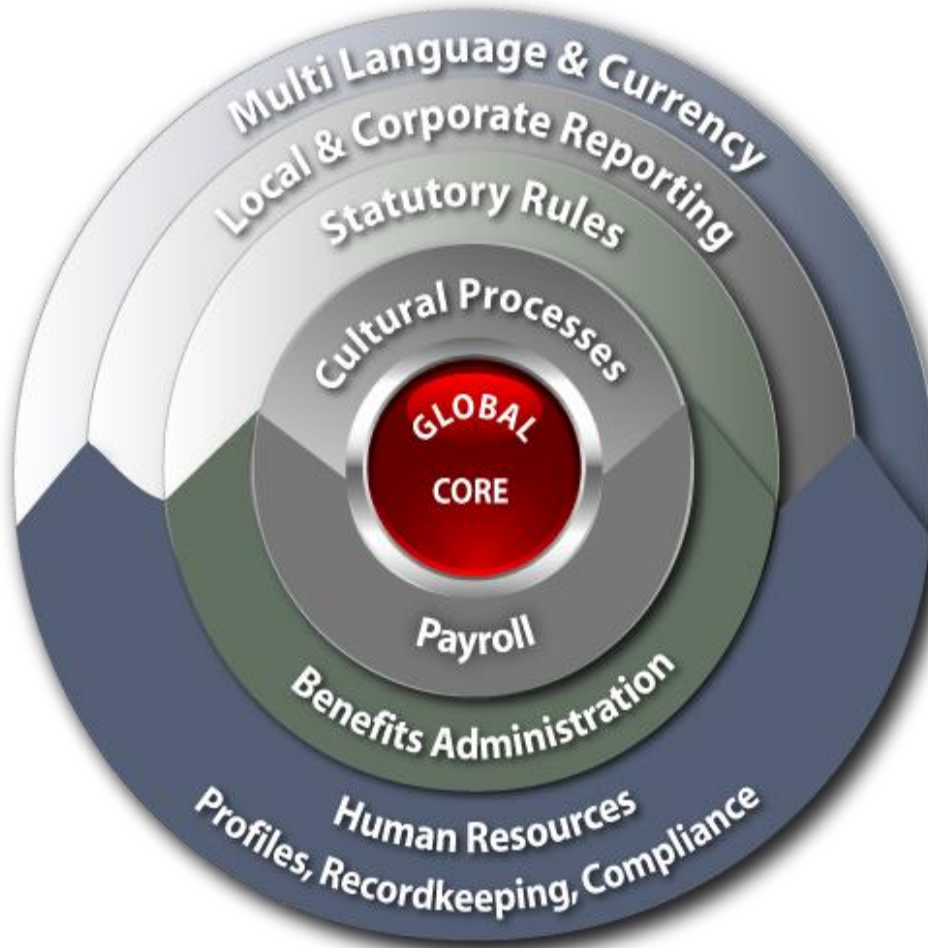 Multi Language & Currency
Local & Corporate Reporting
Statutory Rules
Cultural Processes
GLOBAL
CORE
Payroll
Benefits Administration
Human Resources
Profiles, Recordkeeping, Compliance